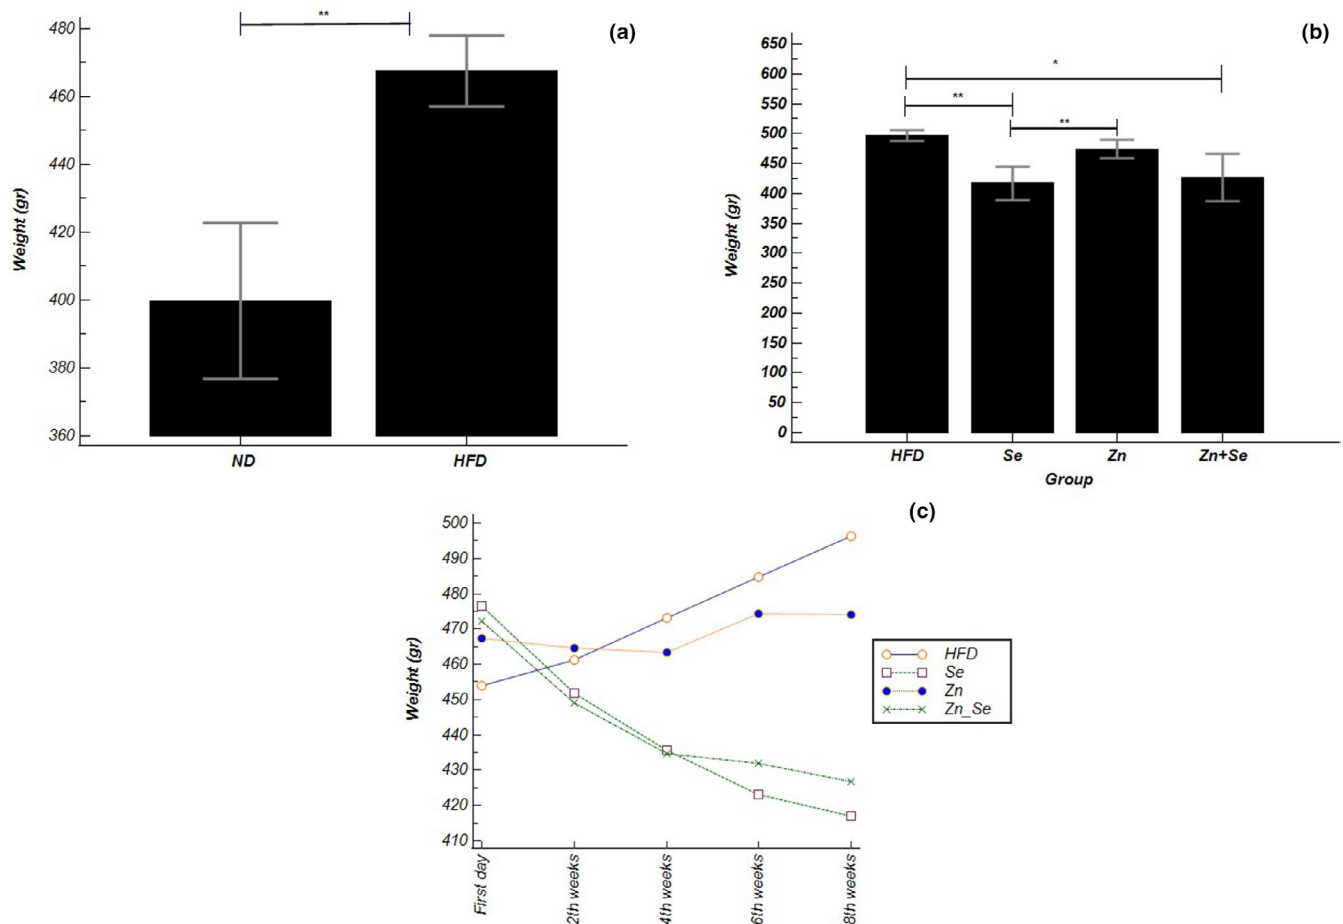 (a)
**
Weight (gr)
480
460
440
420
400
380
360
ND
HFD
(b)
*
**
**
Weight (gr)
650
600
550
500
450
400
350
300
250
200
150
100
50
0
HFD
Se
Zn
Zn+Se
Group
(c)
Weight (gr)
500
490
480
470
460
450
440
430
420
410
First day
2th weeks
4th weeks
6th weeks
8th weeks
HFD
Se
Zn
Zn_Se